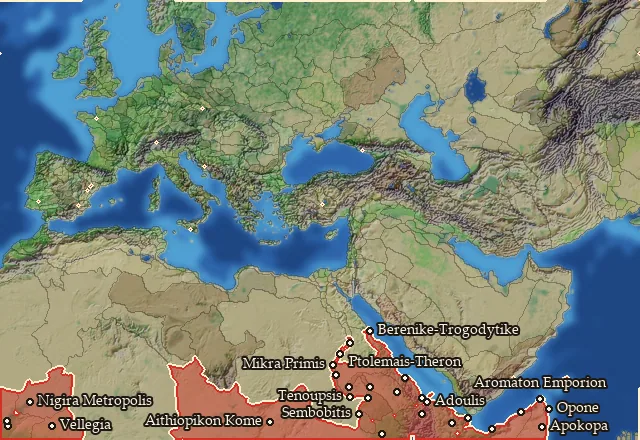 Berenike-Trogodytike
Mikra Primis
Ptolemais-Theron
Aromaton Emporion
Nigira Metropolis
Tenoupsis
Adoulis
Opone
Sembobitis
Vellegia
Aithiopikon Kome
Apokopa